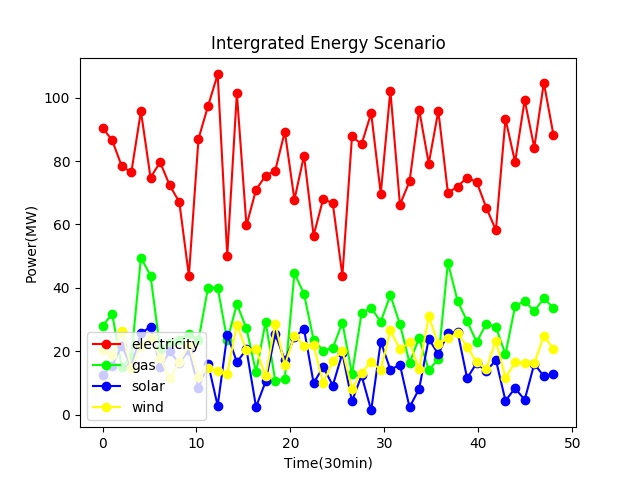 Intergrated Energy Scenario
Power(MW)
100
80
60
40
20
0
electricity
gas
solar
wind
0 10 20 30 40 50
Time(30min)